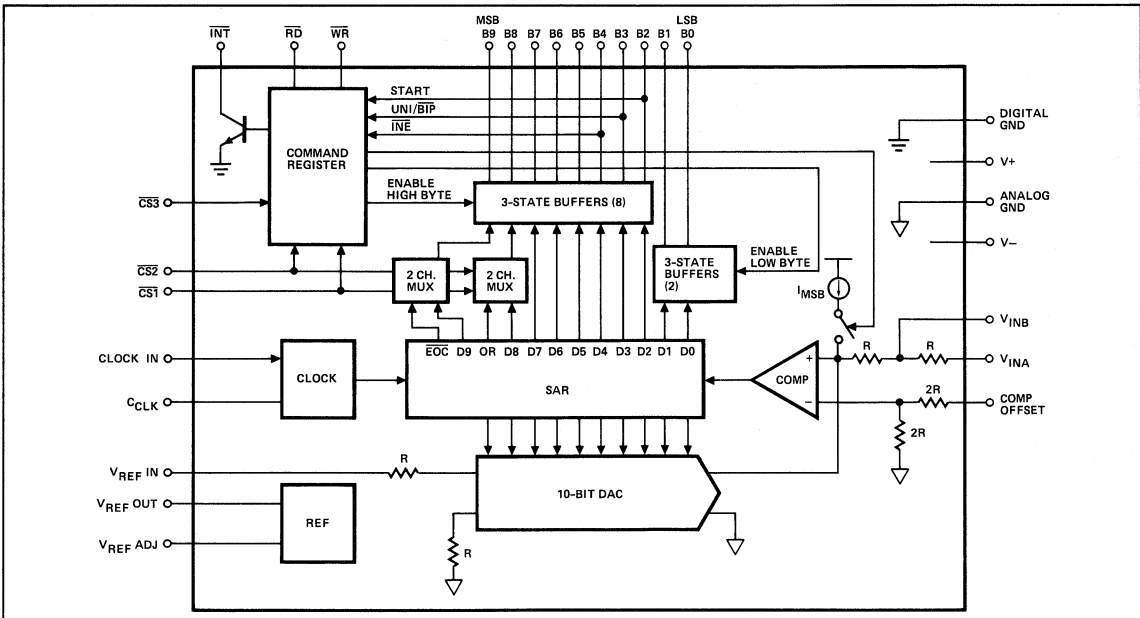 MSB LSB
INT RD WR B9 B8 B7 B6 B5 B4 B3 B2 B1 B0
START
UNI/BIP
INE
COMMAND
REGISTER
DIGITAL
GND
V+
ANALOG
GND
V–
ENABLE
HIGH BYTE
3-STATE BUFFERS (8)
CS3
CS2
CS1
2 CH.
MUX
2 CH.
MUX
3-STATE
BUFFERS
(2)
ENABLE
LOW BYTE
IMSB
VINB
VINA
R R
CLOCK IN
CCLK
CLOCK
EOC D9 OR D8 D7 D6 D5 D4 D3 D2 D1 D0
SAR
+
COMP
–
2R
COMP
OFFSET
2R
VREF IN
R
10-BIT DAC
VREF OUT
VREF ADJ
REF
R